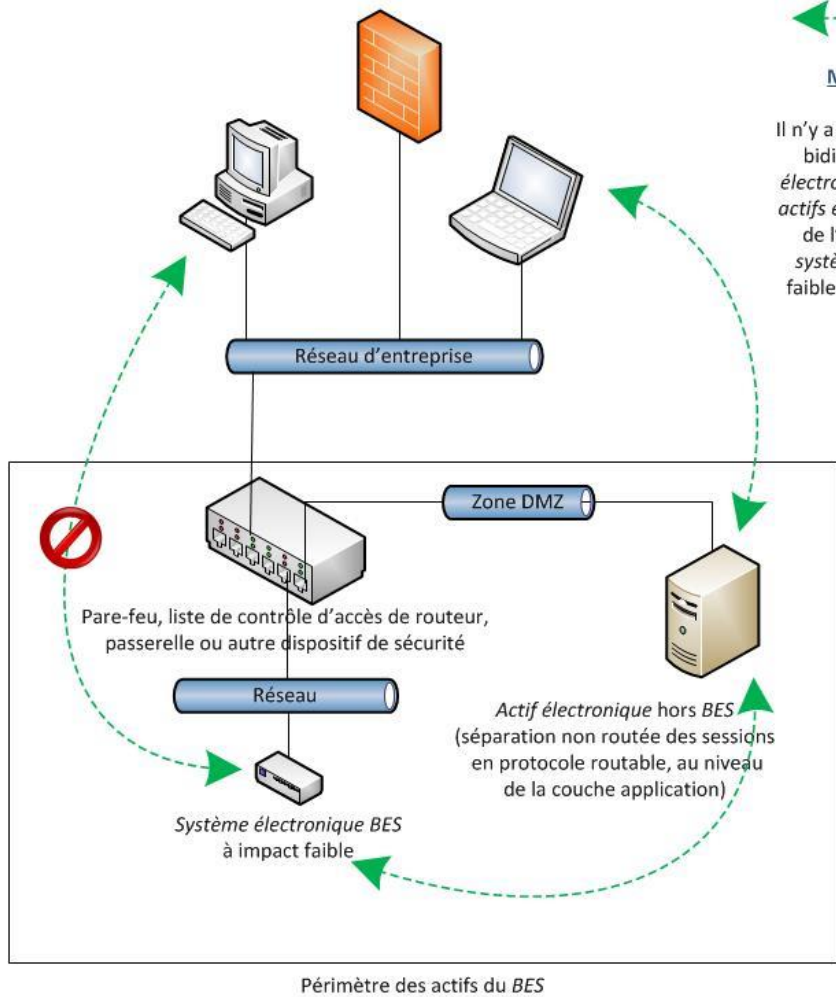 Il n'y a
bidi
électro
actifs e
de l'
systè
faible
Réseau d'entreprise
Zone DMZ
Pare-feu, liste de contrôle d'accès de routeur,
passerelle ou autre dispositif de sécurité
Réseau
Actif électronique hors BES
(séparation non routée des sessions
en protocole routable, au niveau
de la couche application)
Système électronique BES
à impact faible
Périmètre des actifs du BES